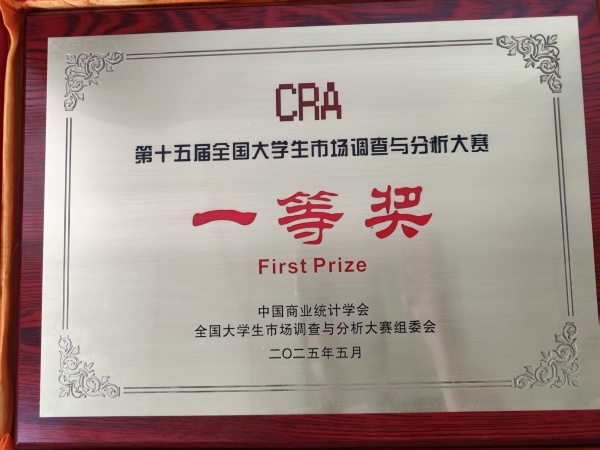 CRA
第十五届全国大学生市场调查与分析大赛
一等奖
First Prize
中国商业统计学会
全国大学生市场调查与分析大赛组委会
二〇二五年五月